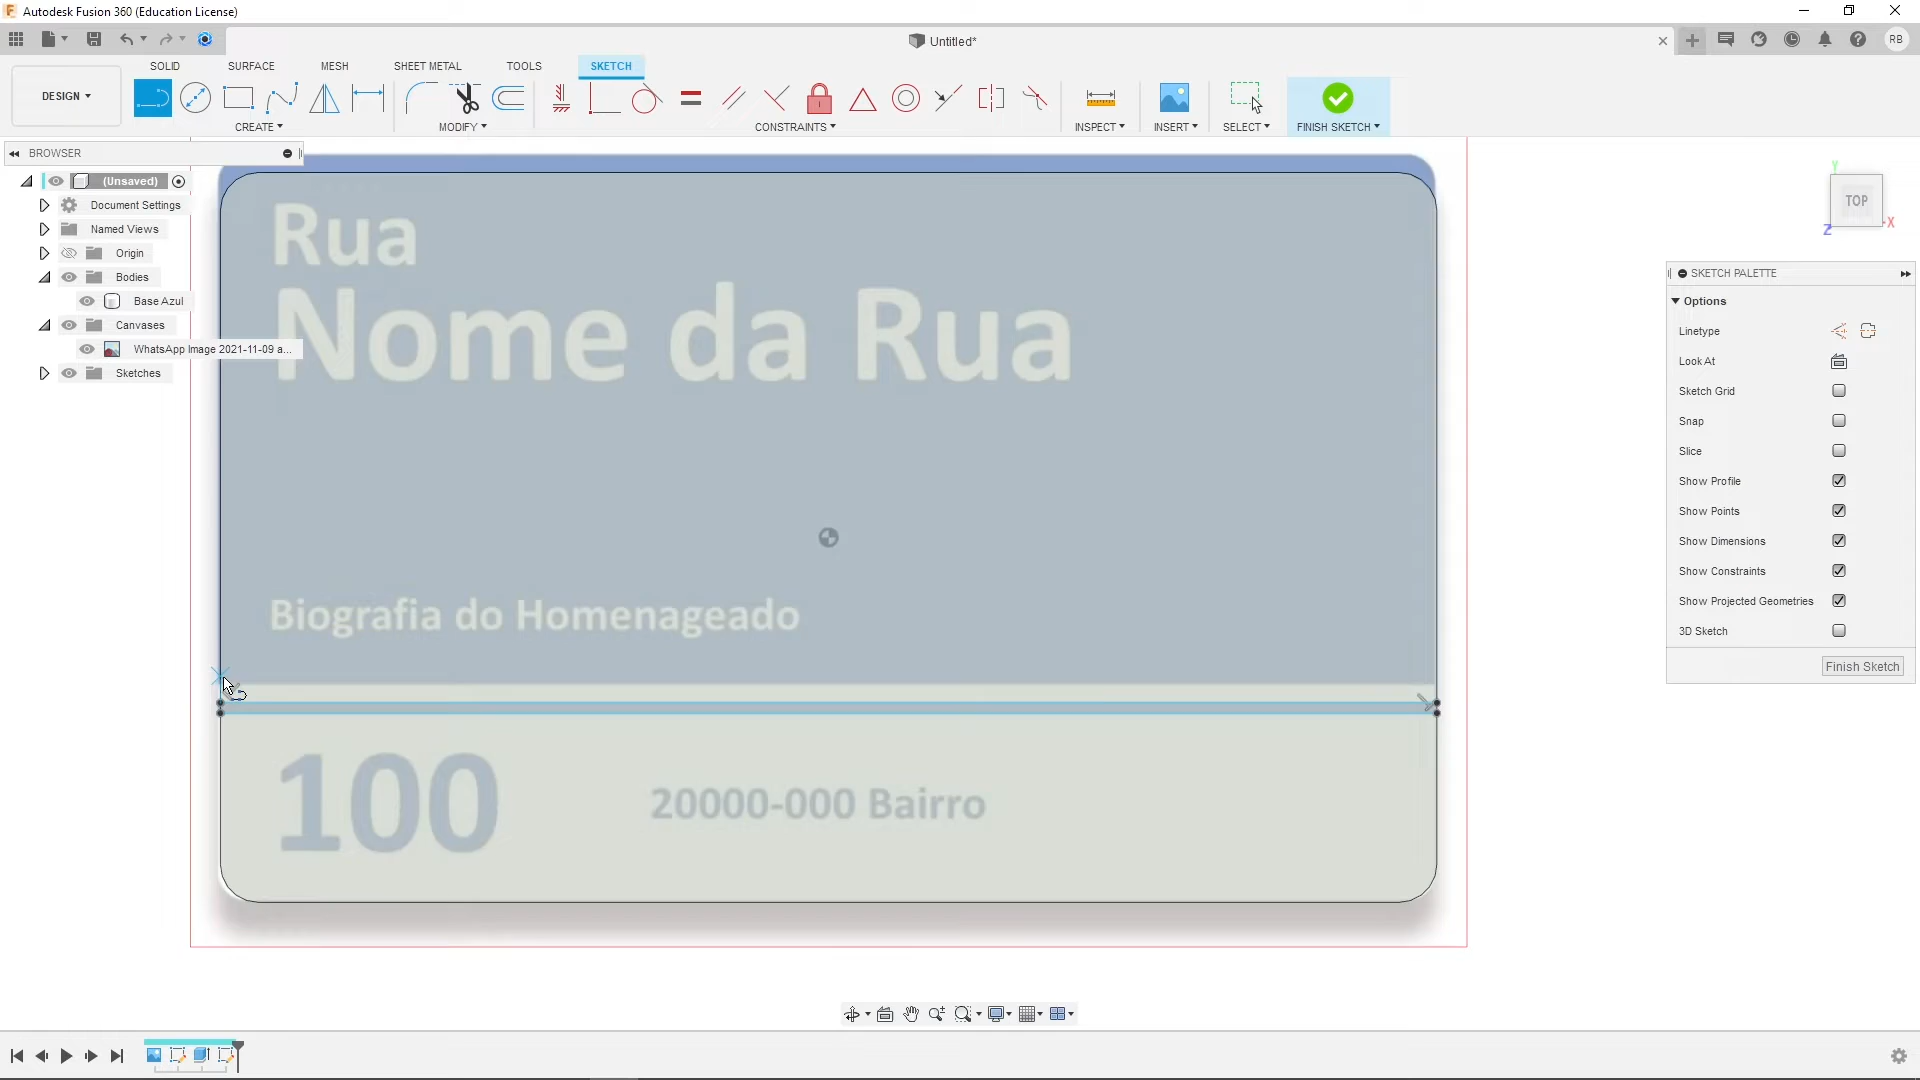 Autodesk Fusion 360 (Education License)
Untitled*
RB
DESIGN
SOLID
SURFACE
MESH
SHEET METAL
TOOLS
SKETCH
CREATE
MODIFY
CONSTRAINTS
INSPECT
INSERT
SELECT
FINISH SKETCH
BROWSER
(Unsaved)
Document Settings
Named Views
Origin
Bodies
Base Azul
Canvases
WhatsApp Image 2021-11-09 a...
Sketches
Rua
Nome da Rua
Biografia do Homenageado
100
20000-000 Bairro
Y
TOP
Z
-X
SKETCH PALETTE
Options
Linetype
Look At
Sketch Grid
Snap
Slice
Show Profile
Show Points
Show Dimensions
Show Constraints
Show Projected Geometries
3D Sketch
Finish Sketch